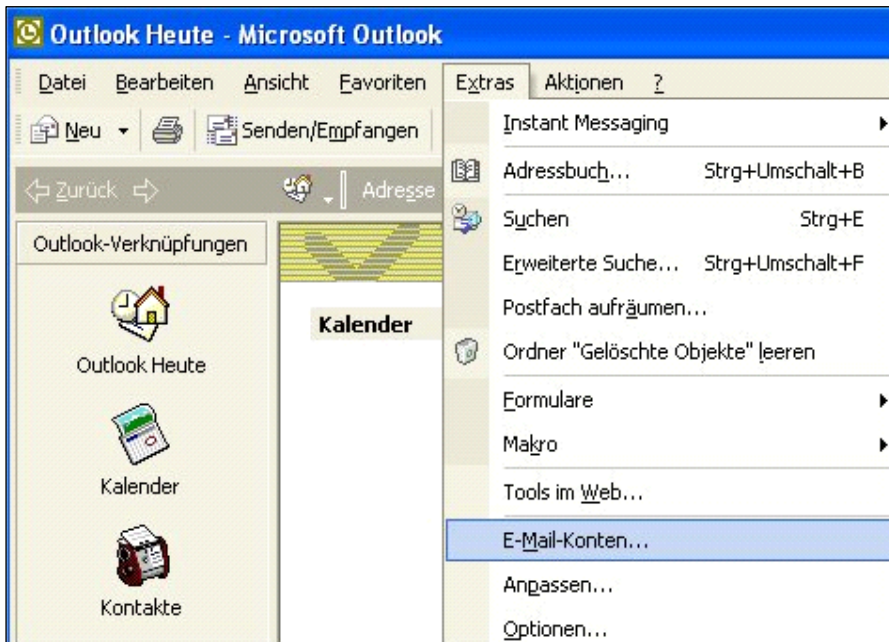 Outlook Heute - Microsoft Outlook
Datei Bearbeiten Ansicht Favoriten Extras Aktionen ?
Neu Senden/Empfangen
Zurück Adresse
Outlook-Verknüpfungen
Outlook Heute
Kalender
Kontakte
Kalender
Instant Messaging
Adressbuch... Strg+Umschalt+B
Suchen Strg+E
Erweiterte Suche... Strg+Umschalt+F
Postfach aufräumen...
Ordner "Gelöschte Objekte" leeren
Formulare
Makro
Tools im Web...
E-Mail-Konten...
Anpassen...
Optionen...